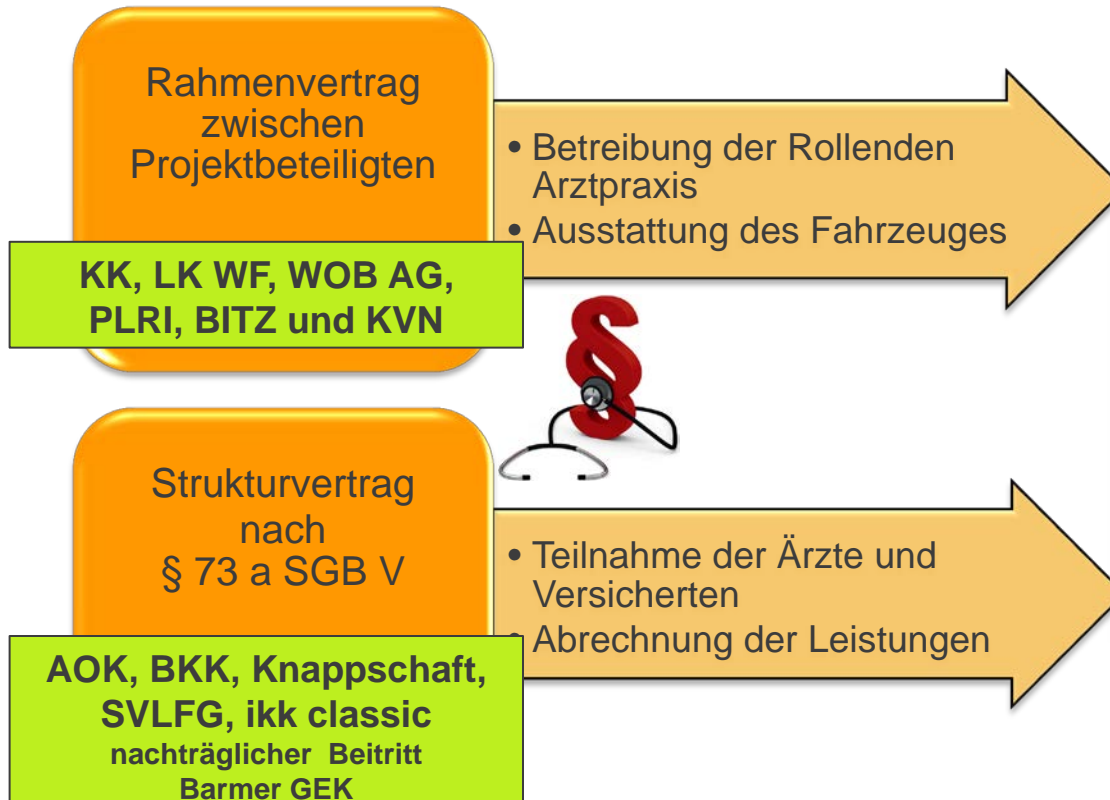 Rahmenvertrag
zwischen
Projektbeteiligten
KK, LK WF, WOB AG,
PLRI, BITZ und KVN
• Betreibung der Rollenden
Arztpraxis
• Ausstattung des Fahrzeuges
§
Strukturvertrag
nach
§ 73 a SGB V
AOK, BKK, Knappschaft,
SVLFG, ikk classic
nachträglicher Beitritt
Barmer GEK
• Teilnahme der Ärzte und
Versicherten
• Abrechnung der Leistungen